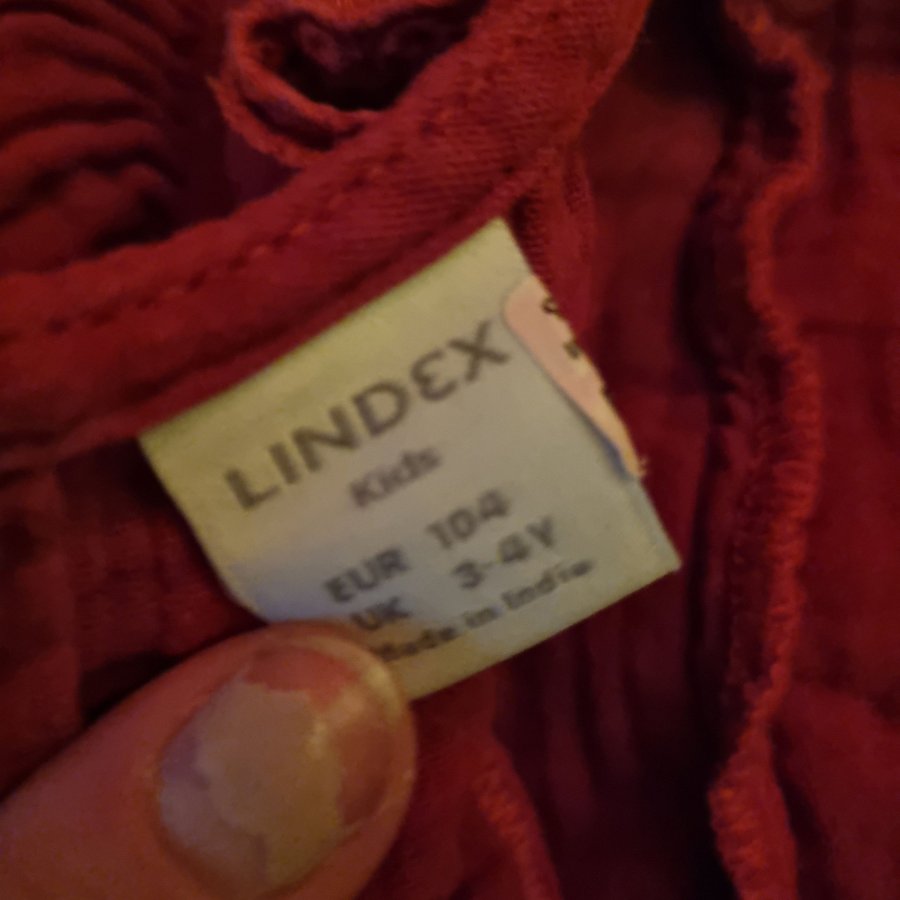 LINDEX
Kids
EUR 104
UK 3-4Y
Made in India